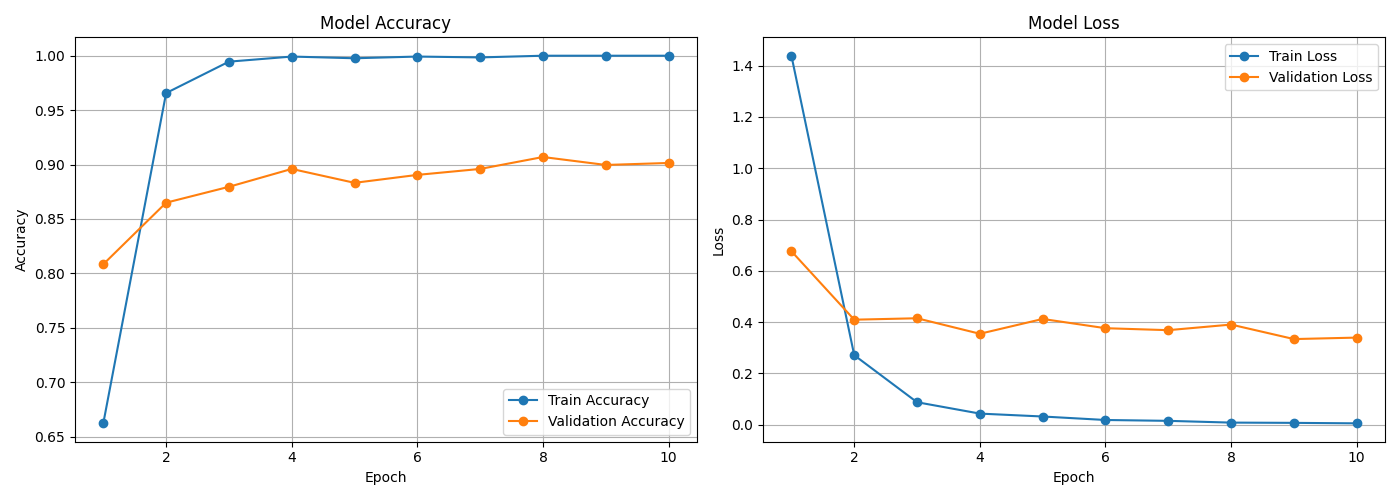 Model Accuracy
1.00
0.95
0.90
0.85
0.80
0.75
0.70
0.65
Accuracy
2 4 6 8 10
Epoch
Train Accuracy
Validation Accuracy
Model Loss
1.4
1.2
1.0
0.8
0.6
0.4
0.2
0.0
Loss
2 4 6 8 10
Epoch
Train Loss
Validation Loss